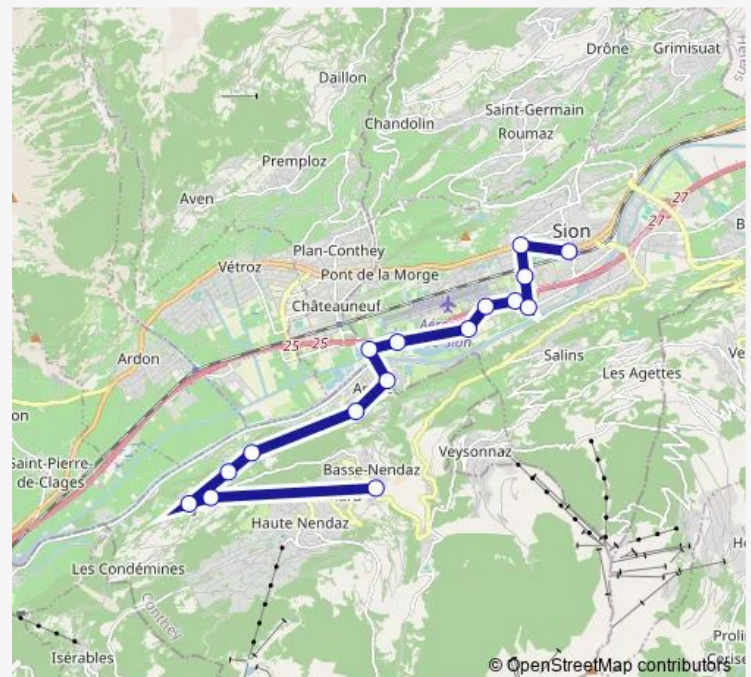 Drône
Grimisuat
Daillon
Saint-Germain
Chandolin
Roumaz
Premploz
Aven
Sion
27
27
Plan-Conthey
Vétroz
Pont de la Morge
Châteauneuf
25
25
Ardon
Salins
Les Agettes
on
Saint-Pierre-
de-Clages
Veysonnaz
Basse-Nendaz
Haute Nendaz
Les Condémines
Conthey
Isérables
© OpenStreetMap contributors